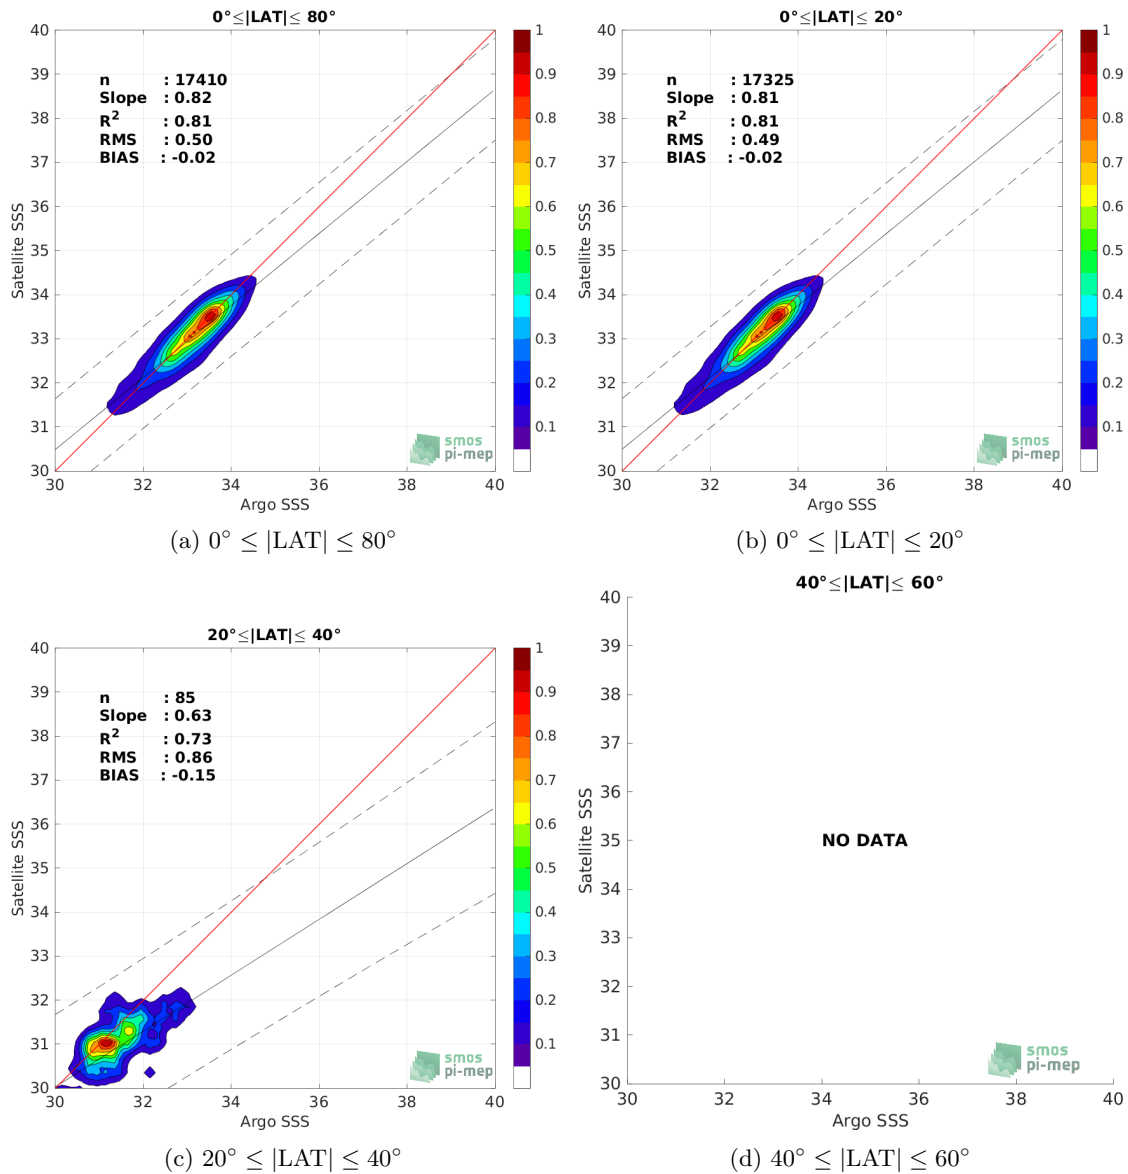 0°≤|LAT|≤ 80°
40
39
38
37
36
35
34
33
32
31
30
Satellite SSS
n : 17410
Slope : 0.82
R² : 0.81
RMS : 0.50
BIAS : -0.02
smos
pi-mep
30 32 34 36 38 40
Argo SSS
1
0.9
0.8
0.7
0.6
0.5
0.4
0.3
0.2
0.1
(a) 0° ≤ |LAT| ≤ 80°
0°≤|LAT|≤ 20°
40
39
38
37
36
35
34
33
32
31
30
Satellite SSS
n : 17325
Slope : 0.81
R² : 0.81
RMS : 0.49
BIAS : -0.02
smos
pi-mep
30 32 34 36 38 40
Argo SSS
1
0.9
0.8
0.7
0.6
0.5
0.4
0.3
0.2
0.1
(b) 0° ≤ |LAT| ≤ 20°
20°≤|LAT|≤ 40°
40
39
38
37
36
35
34
33
32
31
30
Satellite SSS
n : 85
Slope : 0.63
R² : 0.73
RMS : 0.86
BIAS : -0.15
smos
pi-mep
30 32 34 36 38 40
Argo SSS
1
0.9
0.8
0.7
0.6
0.5
0.4
0.3
0.2
0.1
(c) 20° ≤ |LAT| ≤ 40°
40°≤|LAT|≤ 60°
40
39
38
37
36
35
34
33
32
31
30
Satellite SSS
NO DATA
smos
pi-mep
30 32 34 36 38 40
Argo SSS
(d) 40° ≤ |LAT| ≤ 60°